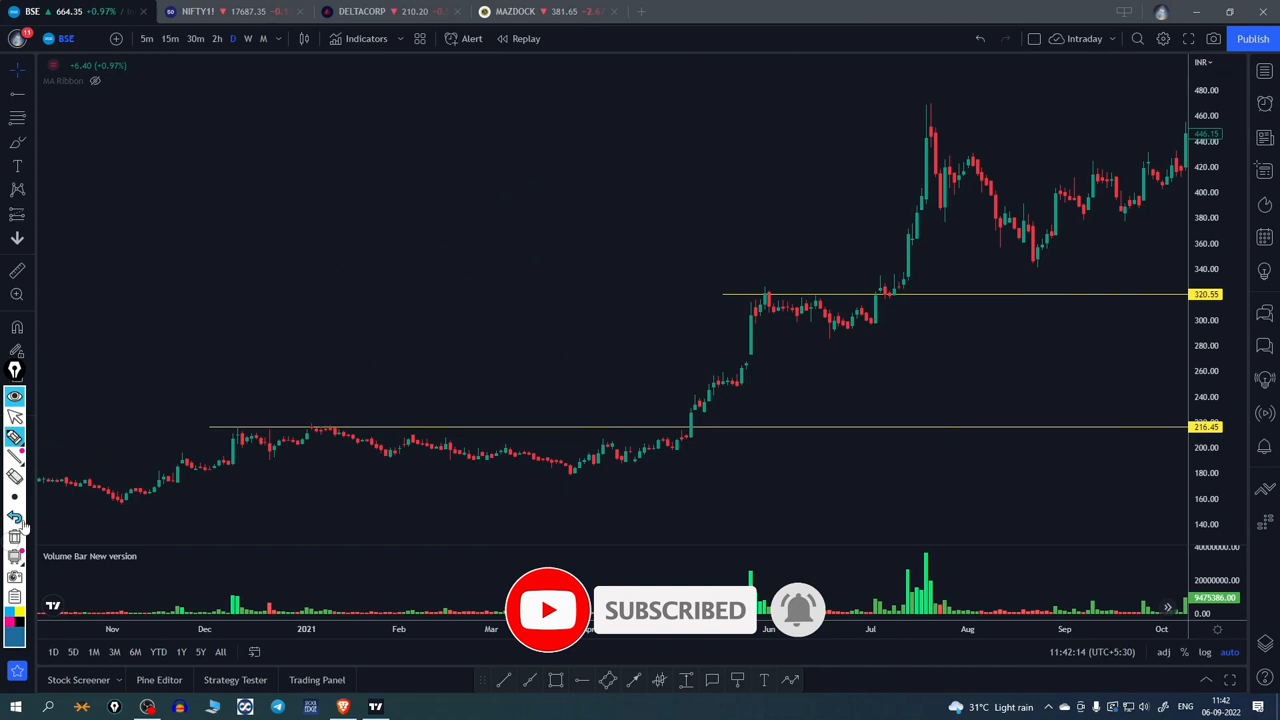 BSE ▲ 664.35 +0.97%
NIFTY1! ▼ 17687.35
DELTACORP ▼ 210.20
MAZDOCK ▼ 381.65
11
BSE
5m 15m 30m 2h D W M
Indicators
Alert
Replay
Intraday
Publish
+6.40 (+0.97%)
MA Ribbon
INR
480.00
460.00
446.15
440.00
420.00
400.00
380.00
360.00
340.00
320.55
300.00
280.00
260.00
240.00
216.45
200.00
180.00
160.00
140.00
Volume Bar New version
40000000.00
20000000.00
9475386.00
0.00
SUBSCRIBED
Nov Dec 2021 Feb Mar Jun Jul Aug Sep Oct
1D 5D 1M 3M 6M YTD 1Y 5Y All
11:42:14 (UTC+5:30)
adj % log auto
Stock Screener
Pine Editor
Strategy Tester
Trading Panel
31°C Light rain
ENG
11:42
06-09-2022